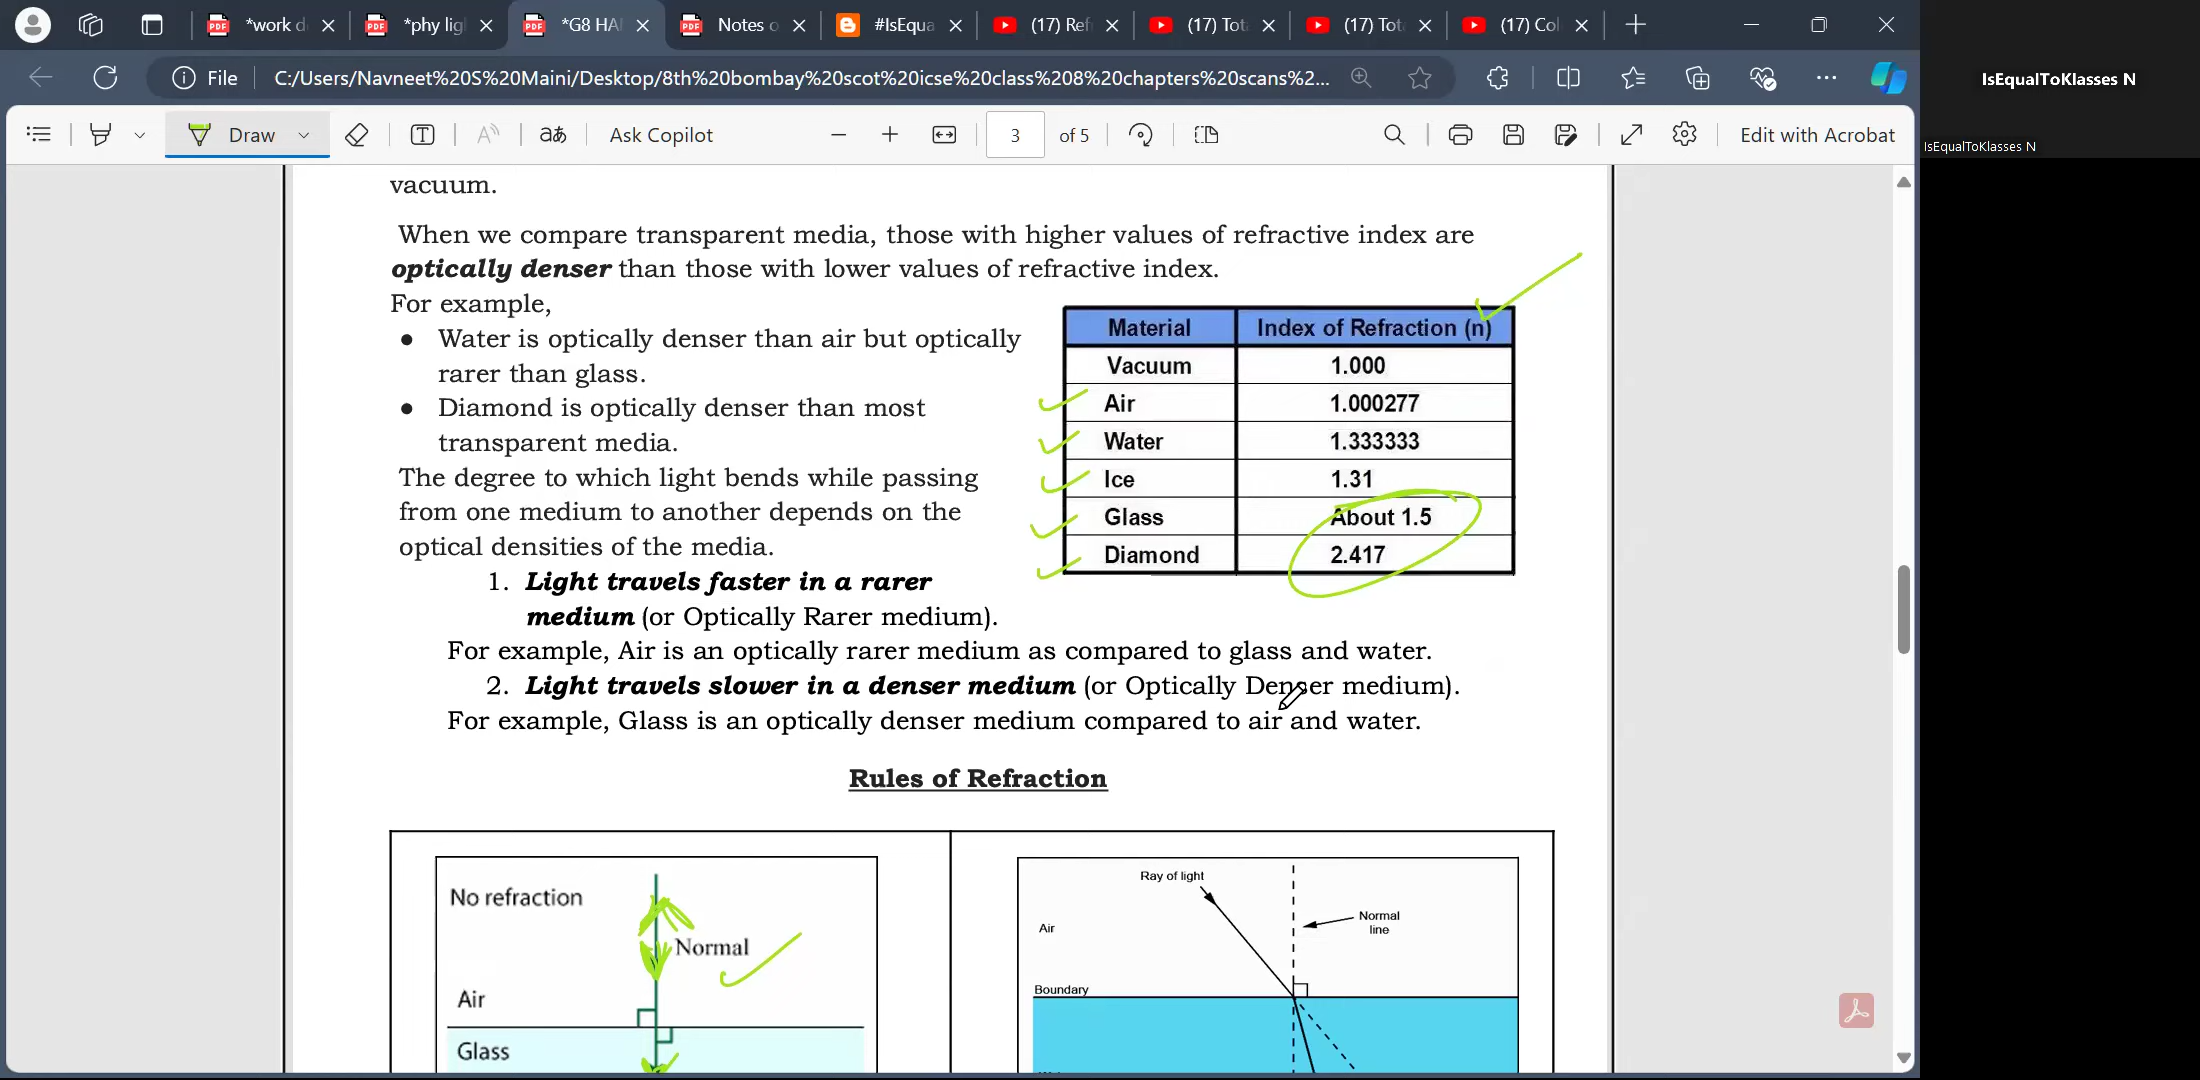 *work d
*phy lig
*G8 HA
Notes o
#IsEqua
(17) Ref
(17) Tot
(17) Tot
(17) Col
File
C:/Users/Navneet%20S%20Maini/Desktop/8th%20bombay%20scot%20icse%20class%208%20chapters%20scans%2...
IsEqualToKlasses N
Draw
aあ
Ask Copilot
3 of 5
Edit with Acrobat
IsEqualToKlasses N
vacuum.
When we compare transparent media, those with higher values of refractive index are
optically denser than those with lower values of refractive index.
For example,
● Water is optically denser than air but optically
rarer than glass.
● Diamond is optically denser than most
transparent media.
The degree to which light bends while passing
from one medium to another depends on the
optical densities of the media.
Material Index of Refraction (n)
Vacuum 1.000
Air 1.000277
Water 1.333333
Ice 1.31
Glass About 1.5
Diamond 2.417
1. Light travels faster in a rarer
medium (or Optically Rarer medium).
For example, Air is an optically rarer medium as compared to glass and water.
2. Light travels slower in a denser medium (or Optically Denser medium).
For example, Glass is an optically denser medium compared to air and water.
Rules of Refraction
No refraction
Normal
Air
Glass
Ray of light
Normal
line
Air
Boundary